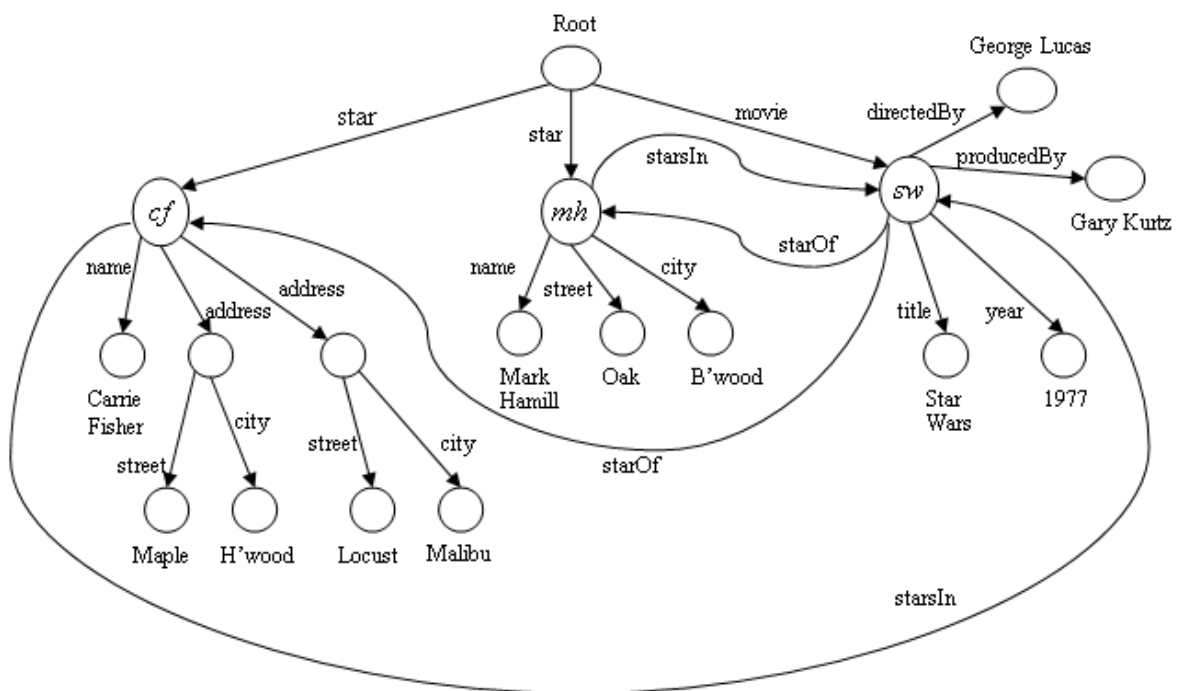 Root
George Lucas
star
star
movie
directedBy
starsIn
producedBy
cf
mh
sw
Gary Kurtz
starOf
name
address
address
name
street
city
title
year
Carrie
Fisher
Mark
Hamill
Oak
B'wood
Star
Wars
1977
street
city
street
city
starOf
Maple
H'wood
Locust
Malibu
starsIn